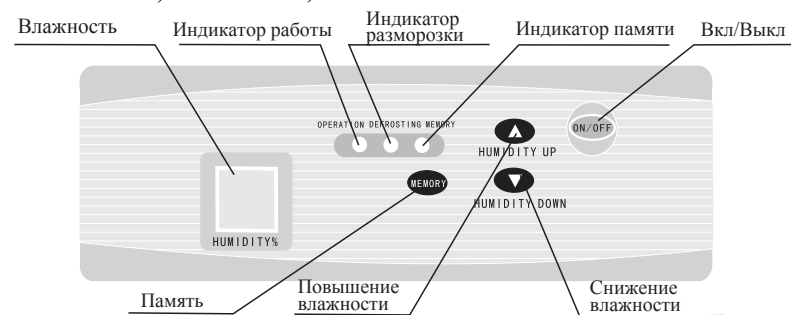 Влажность
Индикатор работы
Индикатор
разморозки
Индикатор памяти
Вкл/Выкл
OPERATION DEFROSTING MEMORY
ON/OFF
HUMIDITY UP
MEMORY
HUMIDITY DOWN
HUMIDITY%
Память
Повышение
влажности
Снижение
влажности